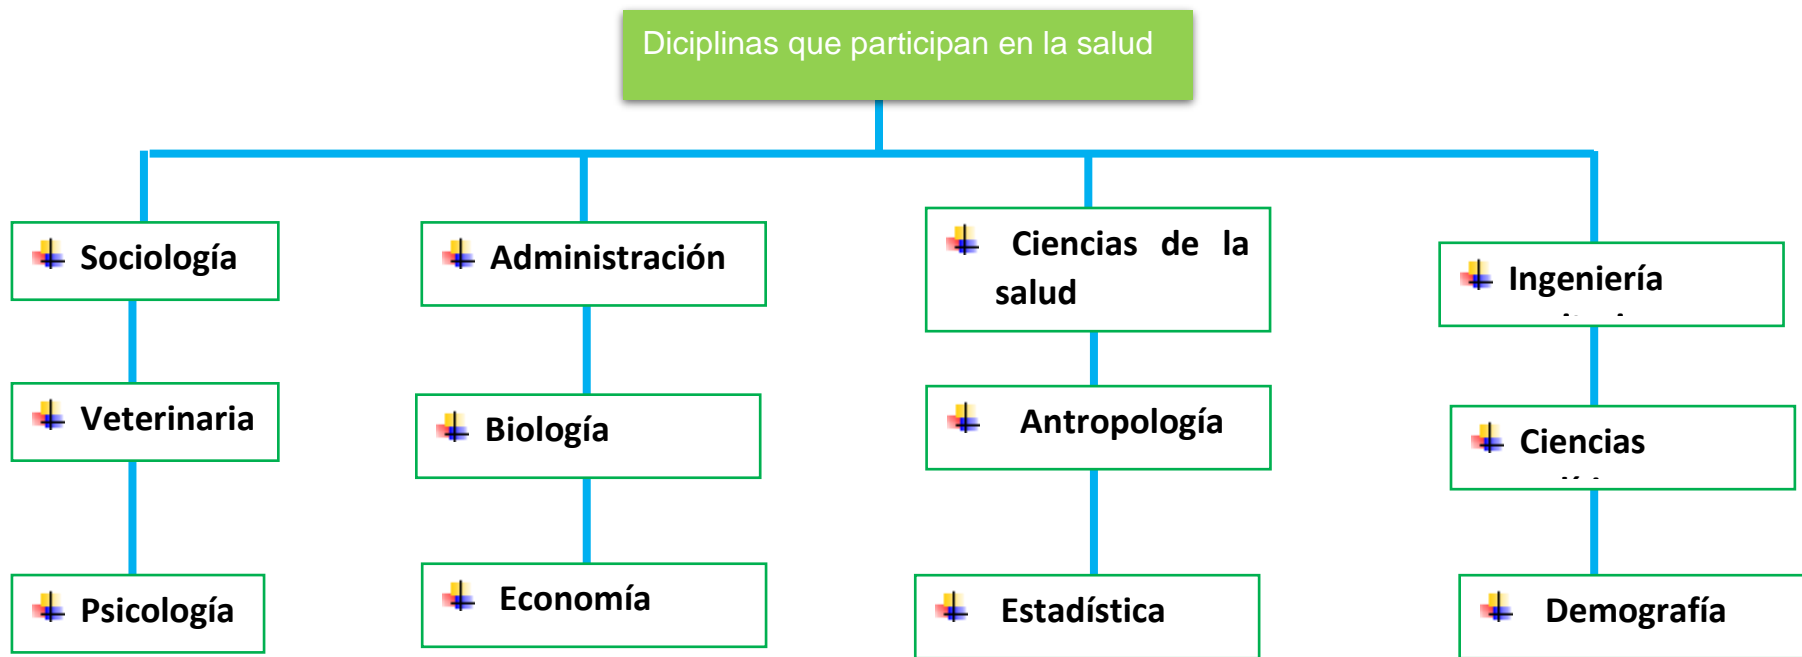 Diciplinas que participan en la salud
Sociología
Administración
Ciencias de la
salud
Ingeniería
Veterinaria
Biología
Antropología
Ciencias
Psicología
Economía
Estadística
Demografía